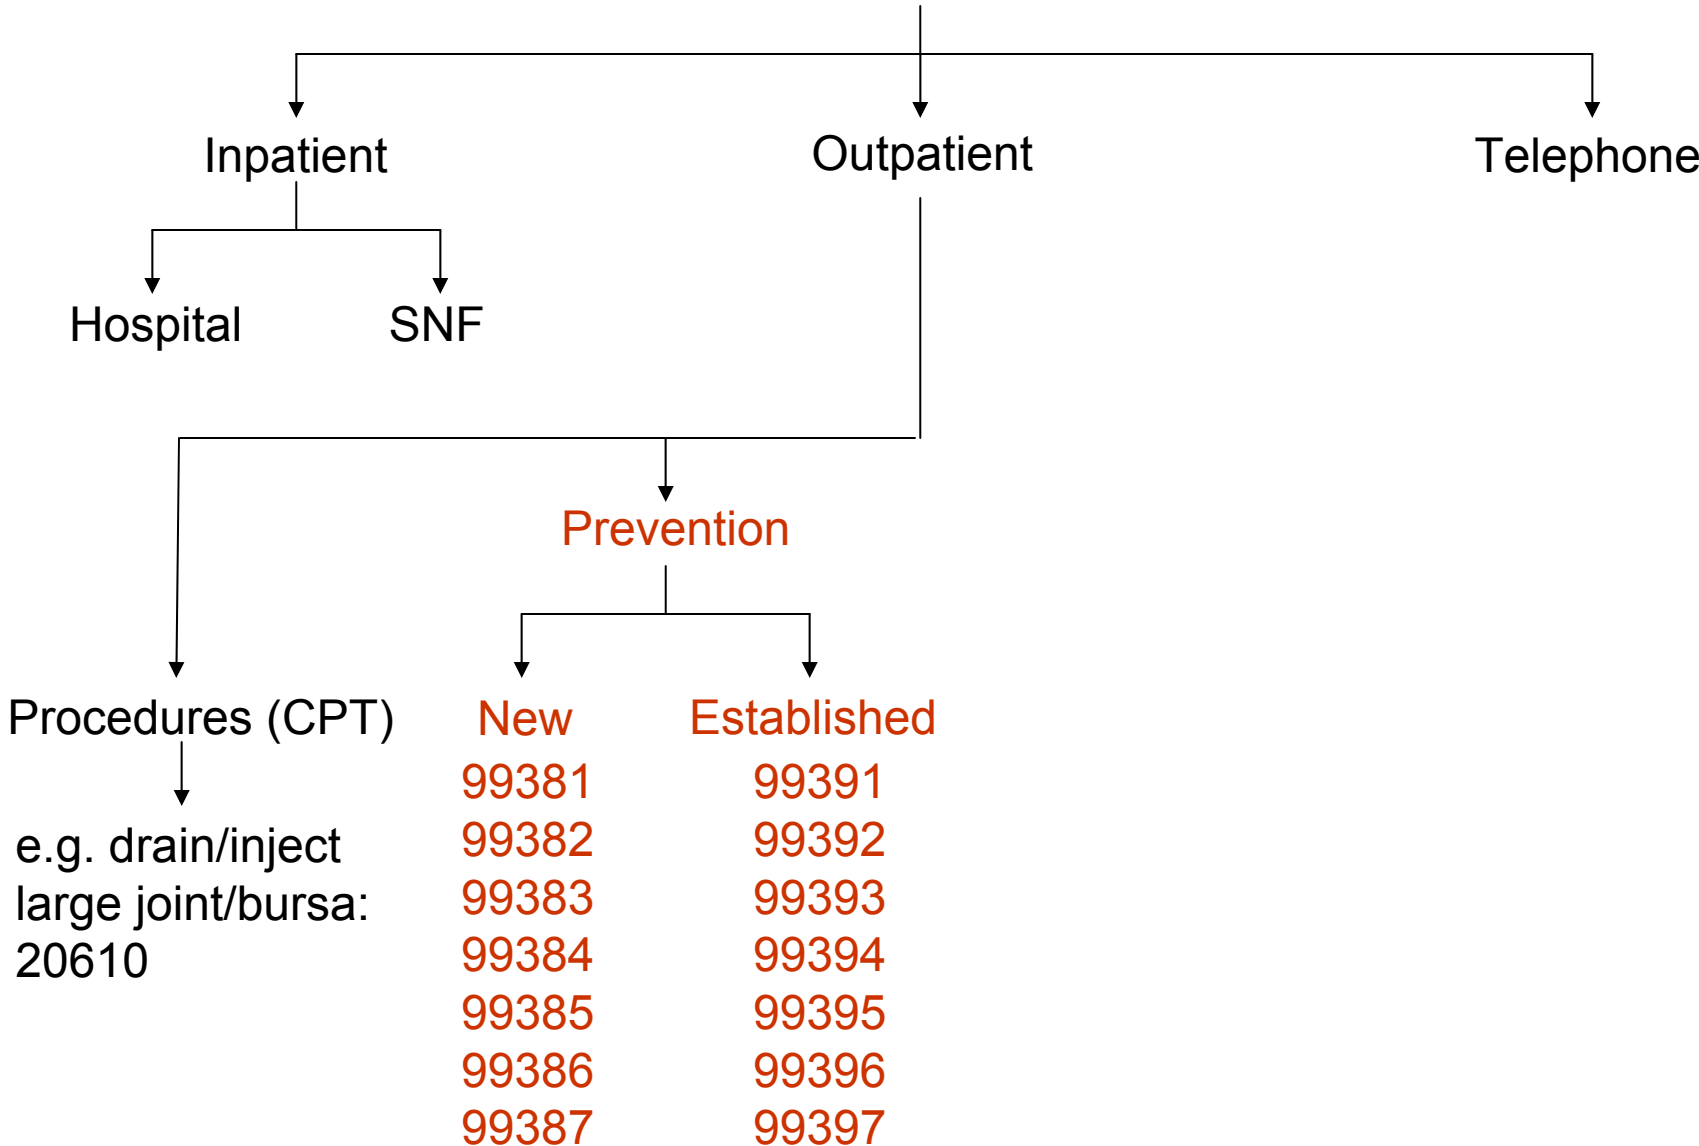 Inpatient
Outpatient
Telephone
Hospital
SNF
Prevention
Procedures (CPT)
New
Established
e.g. drain/inject
large joint/bursa:
20610
99381
99382
99383
99384
99385
99386
99387
99391
99392
99393
99394
99395
99396
99397